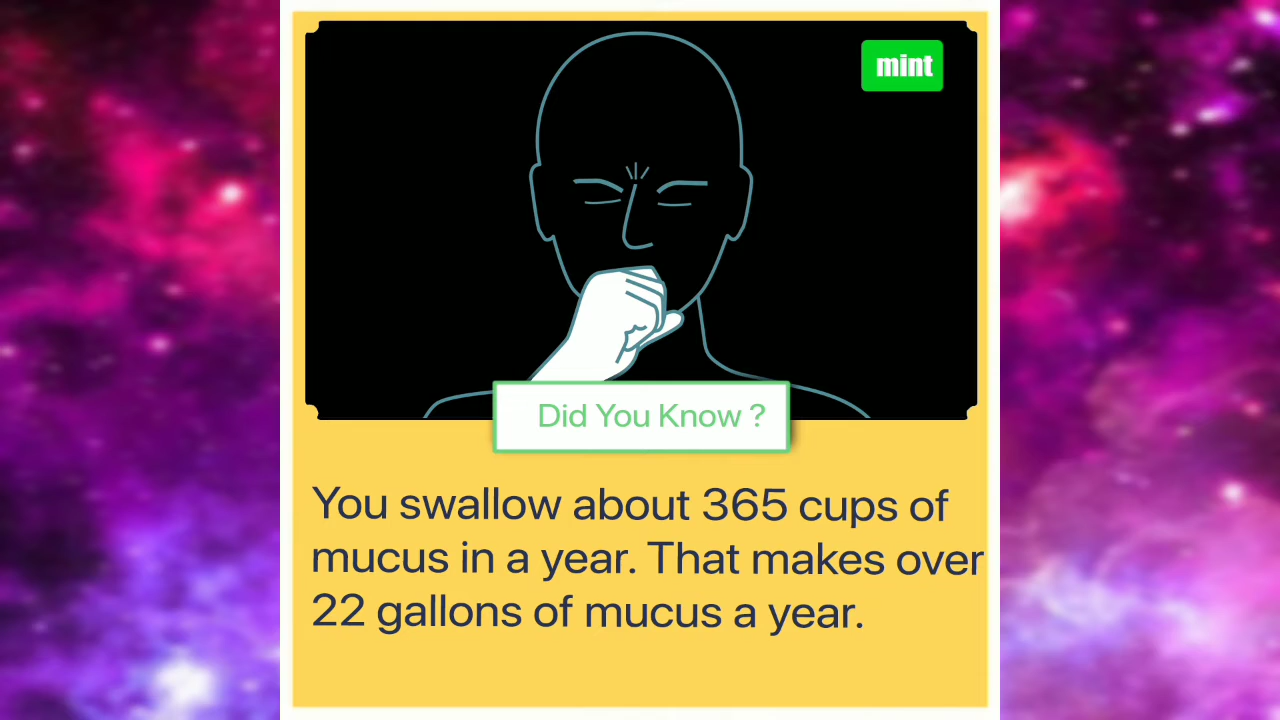 mint
Did You Know ?
You swallow about 365 cups of
mucus in a year. That makes over
22 gallons of mucus a year.